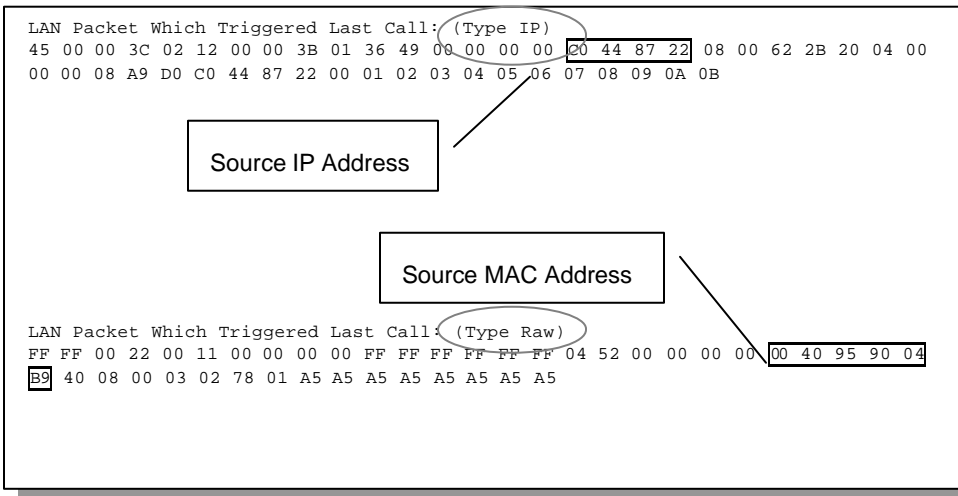 LAN Packet Which Triggered Last Call: (Type IP)
45 00 00 3C 02 12 00 00 3B 01 36 49 00 00 00 00 C0 44 87 22 08 00 62 2B 20 04 00
00 00 08 A9 D0 C0 44 87 22 00 01 02 03 04 05 06 07 08 09 0A 0B
Source IP Address
Source MAC Address
LAN Packet Which Triggered Last Call: (Type Raw)
FF FF 00 22 00 11 00 00 00 00 FF FF FF FF FF FF 04 52 00 00 00 00 00 40 95 90 04
B9 40 08 00 03 02 78 01 A5 A5 A5 A5 A5 A5 A5